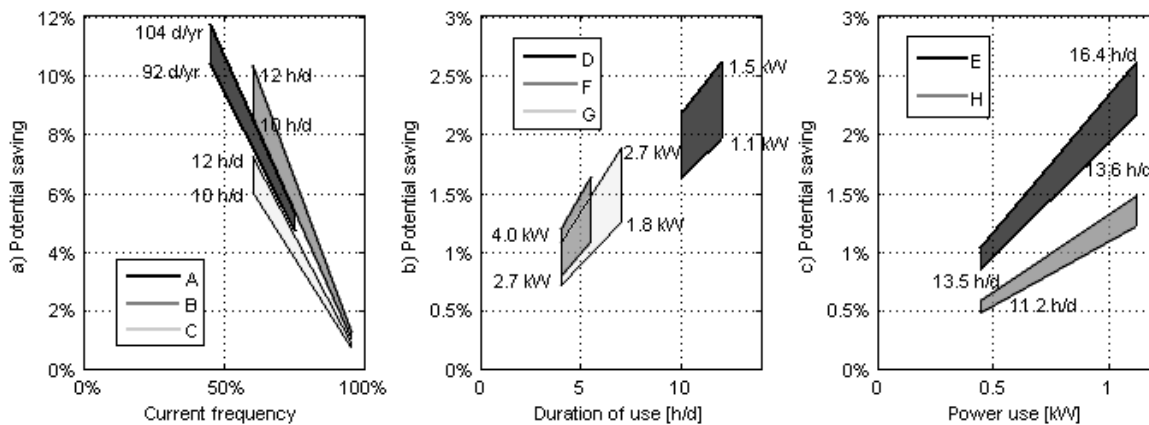 a) Potential saving
12%
10%
8%
6%
4%
2%
0%
104 d/yr
92 d/yr
12 h/d
10 h/d
12 h/d
10 h/d
A
B
C
0%
50%
100%
Current frequency
b) Potential saving
3%
2.5%
2%
1.5%
1%
0.5%
0%
D
F
G
1.5 kW
1.1 kW
2.7 kW
1.8 kW
4.0 kW
2.7 kW
0
5
10
Duration of use [h/d]
c) Potential saving
3%
2.5%
2%
1.5%
1%
0.5%
0%
E
H
16.4 h/d
13.6 h/d
13.5 h/d
11.2 h/d
0
0.5
1
Power use [kW]